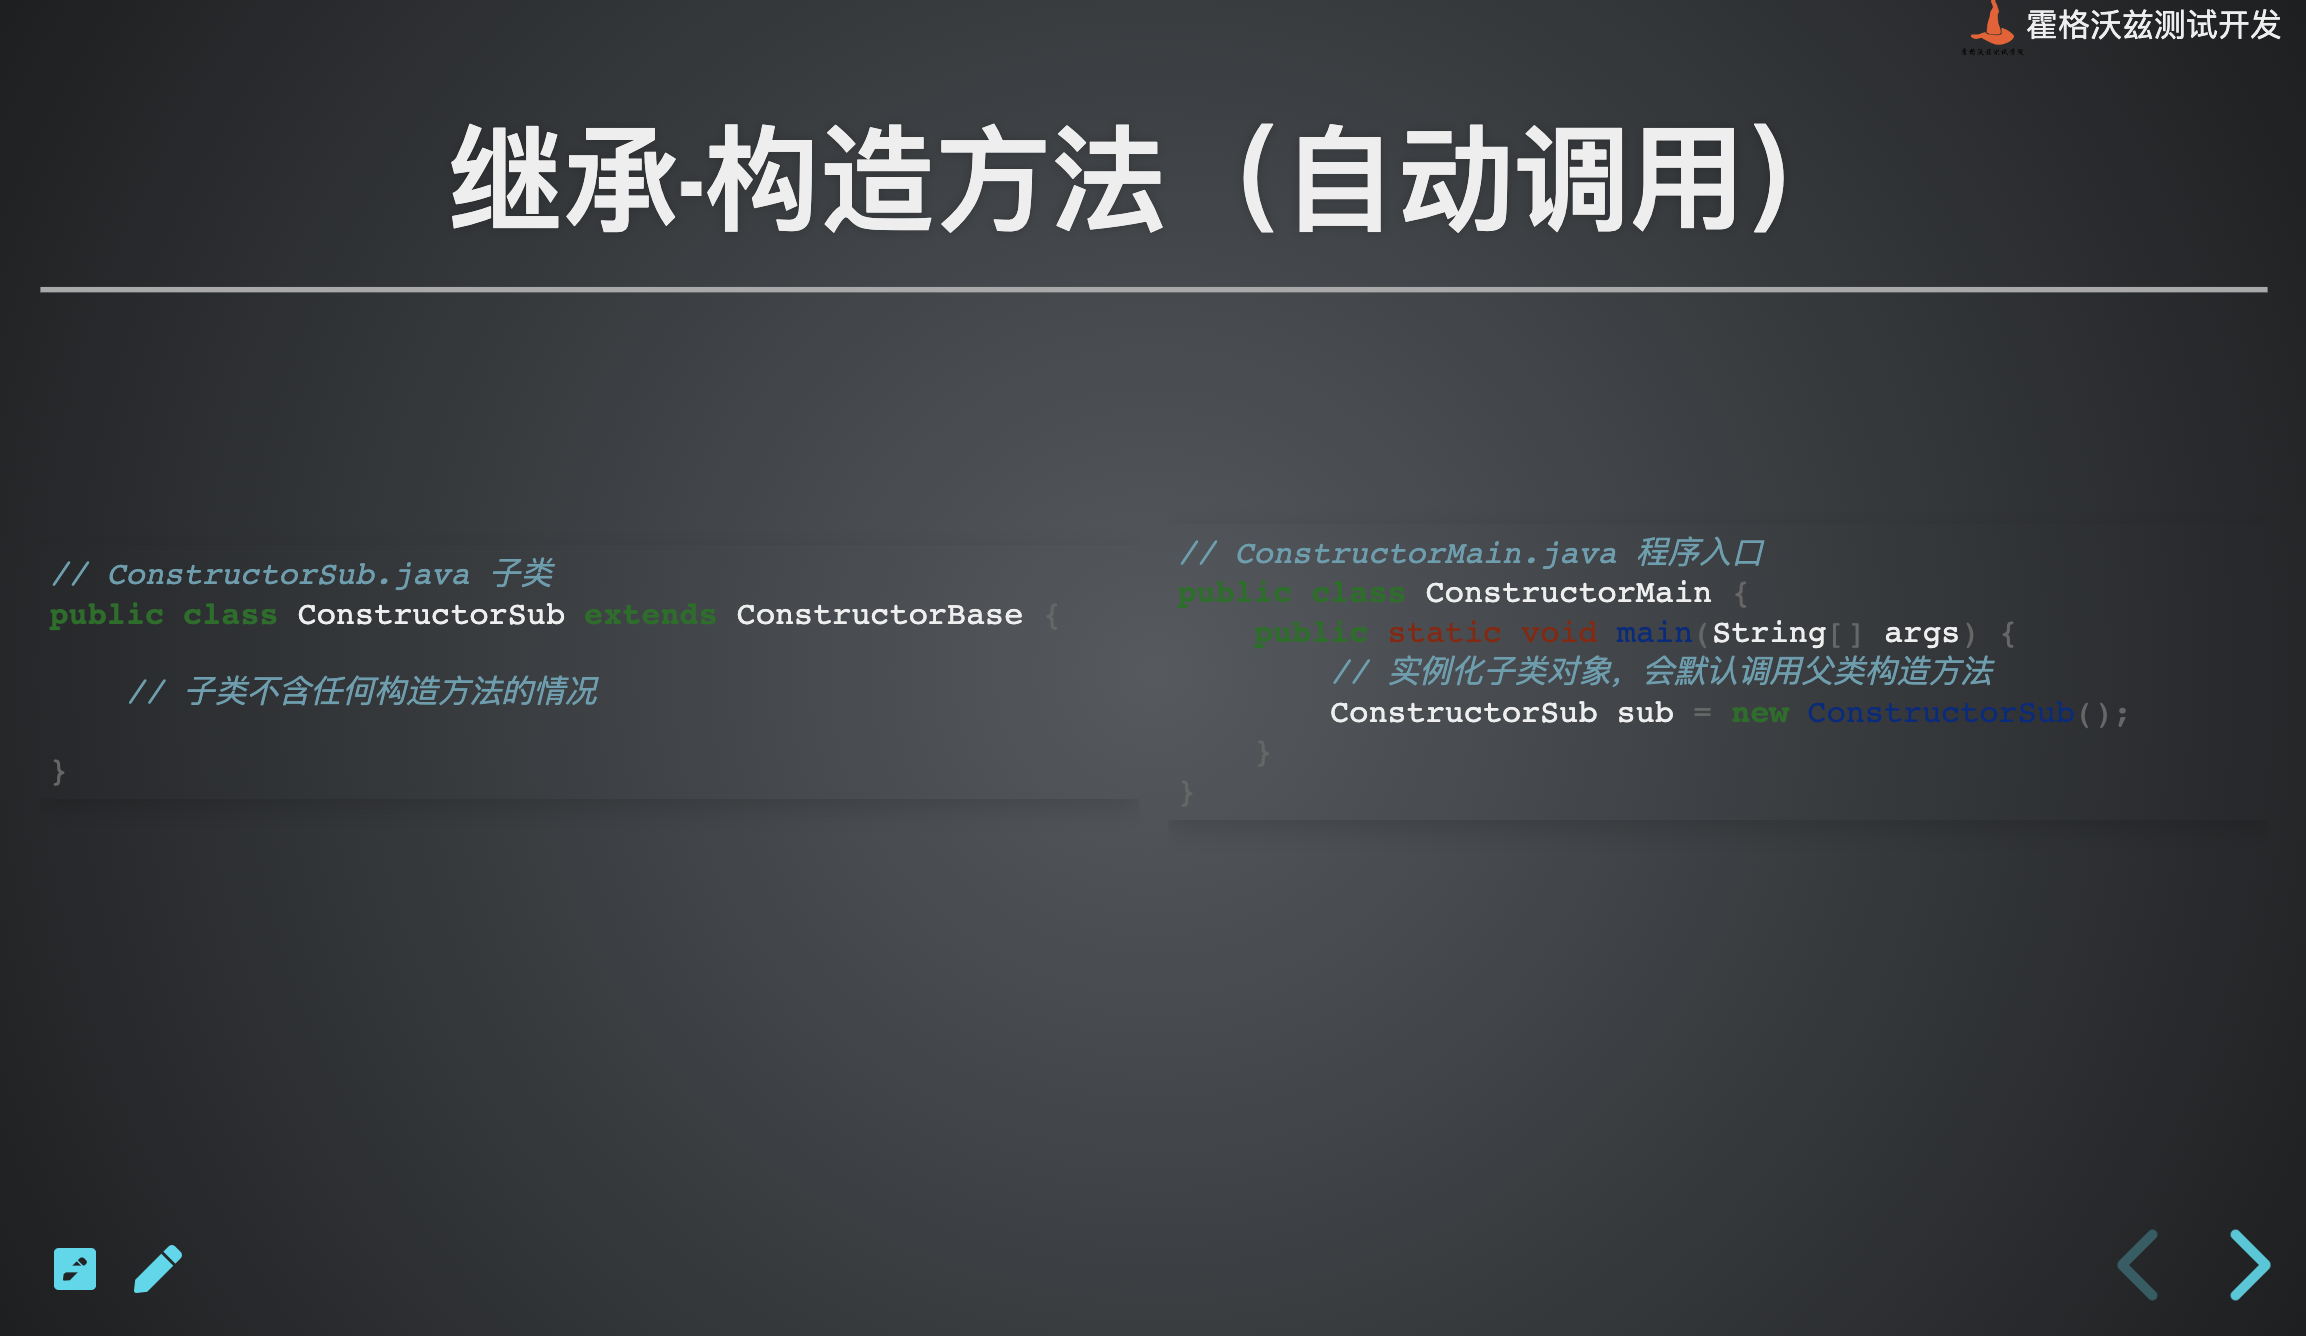 霍格沃兹测试开发
继承-构造方法（自动调用）
// ConstructorSub.java 子类
public class ConstructorSub extends ConstructorBase {
// 子类不含任何构造方法的情况
}
// ConstructorMain.java 程序入口
public class ConstructorMain {
public static void main(String[] args) {
// 实例化子类对象，会默认调用父类构造方法
ConstructorSub sub = new ConstructorSub();
}
}